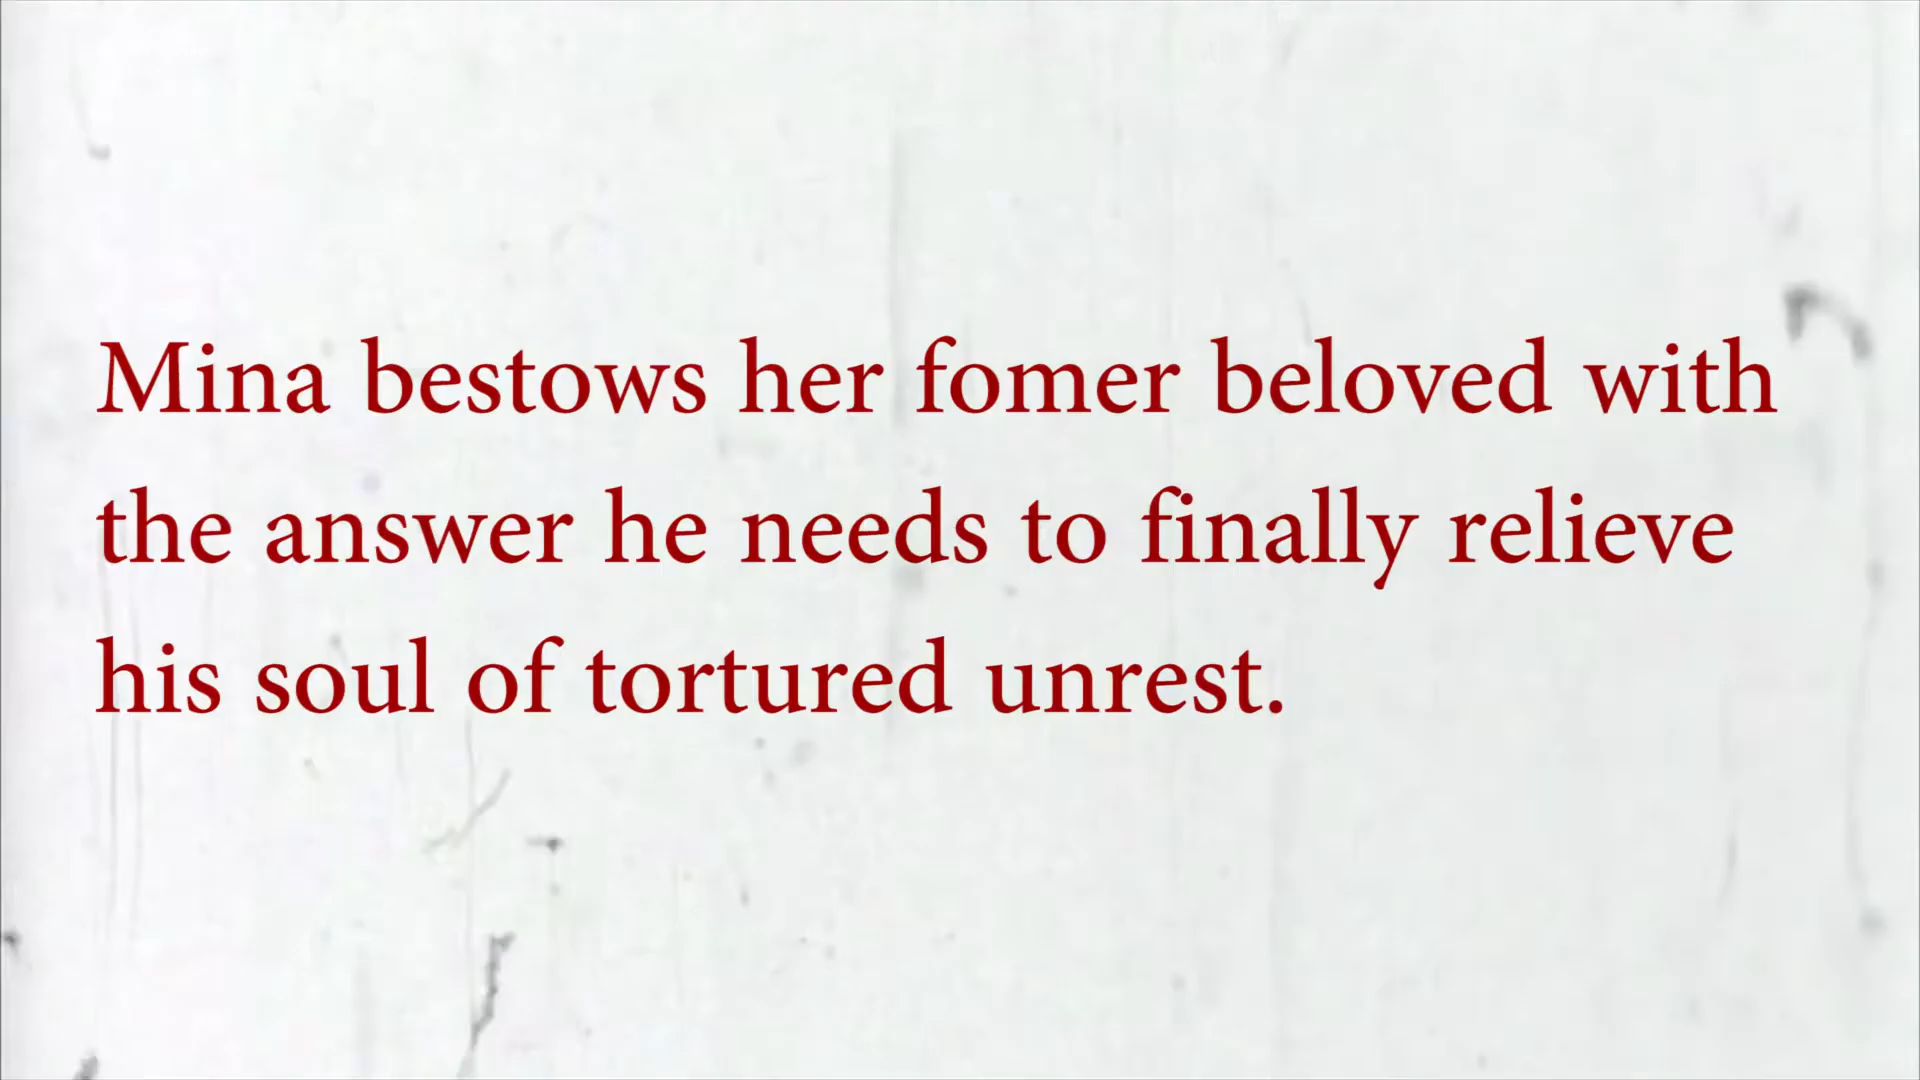 Mina bestows her fomer beloved with
the answer he needs to finally relieve
his soul of tortured unrest.